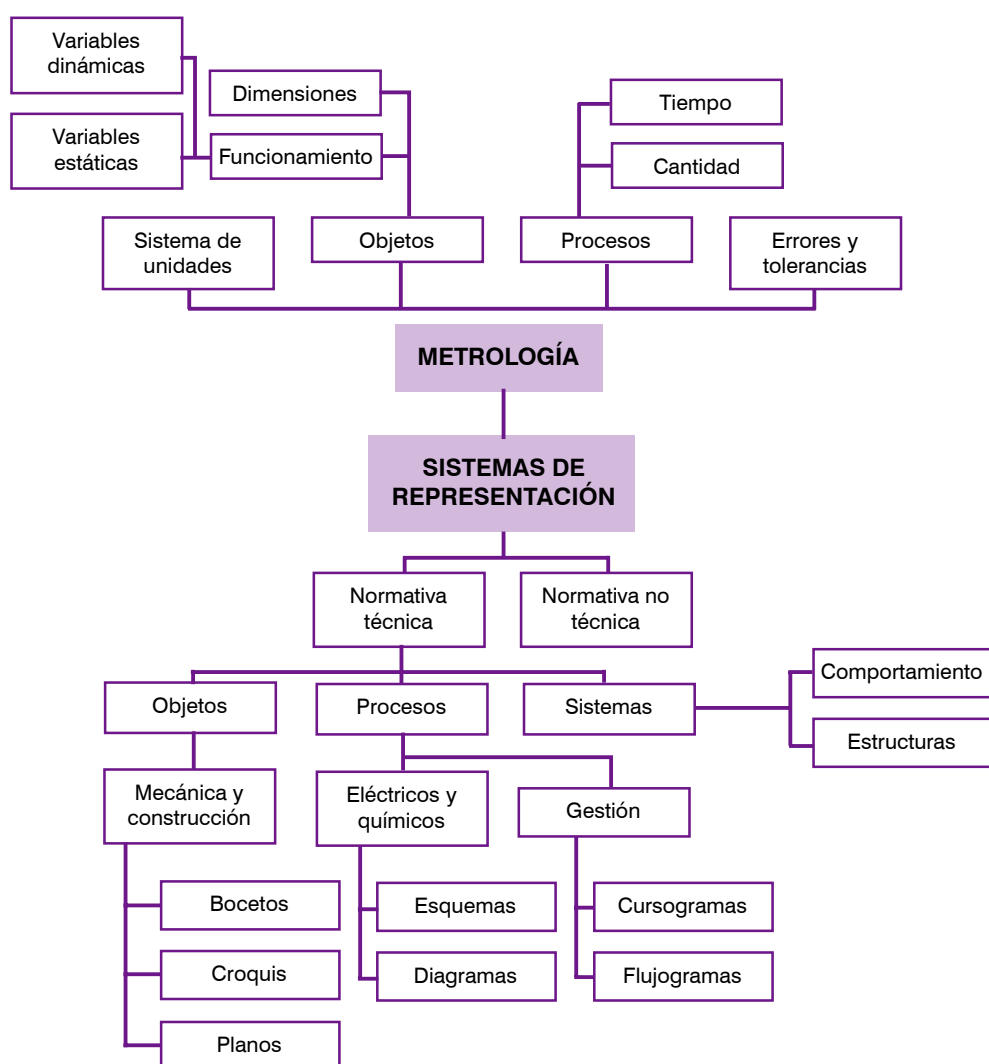 Variables
dinámicas
Dimensiones
Tiempo
Variables
estáticas
Funcionamiento
Cantidad
Sistema de
unidades
Objetos
Procesos
Errores y
tolerancias
METROLOGÍA
SISTEMAS DE
REPRESENTACIÓN
Normativa
técnica
Normativa no
técnica
Objetos
Procesos
Sistemas
Comportamiento
Estructuras
Mecánica y
construcción
Eléctricos y
químicos
Gestión
Bocetos
Esquemas
Cursogramas
Croquis
Diagramas
Flujogramas
Planos